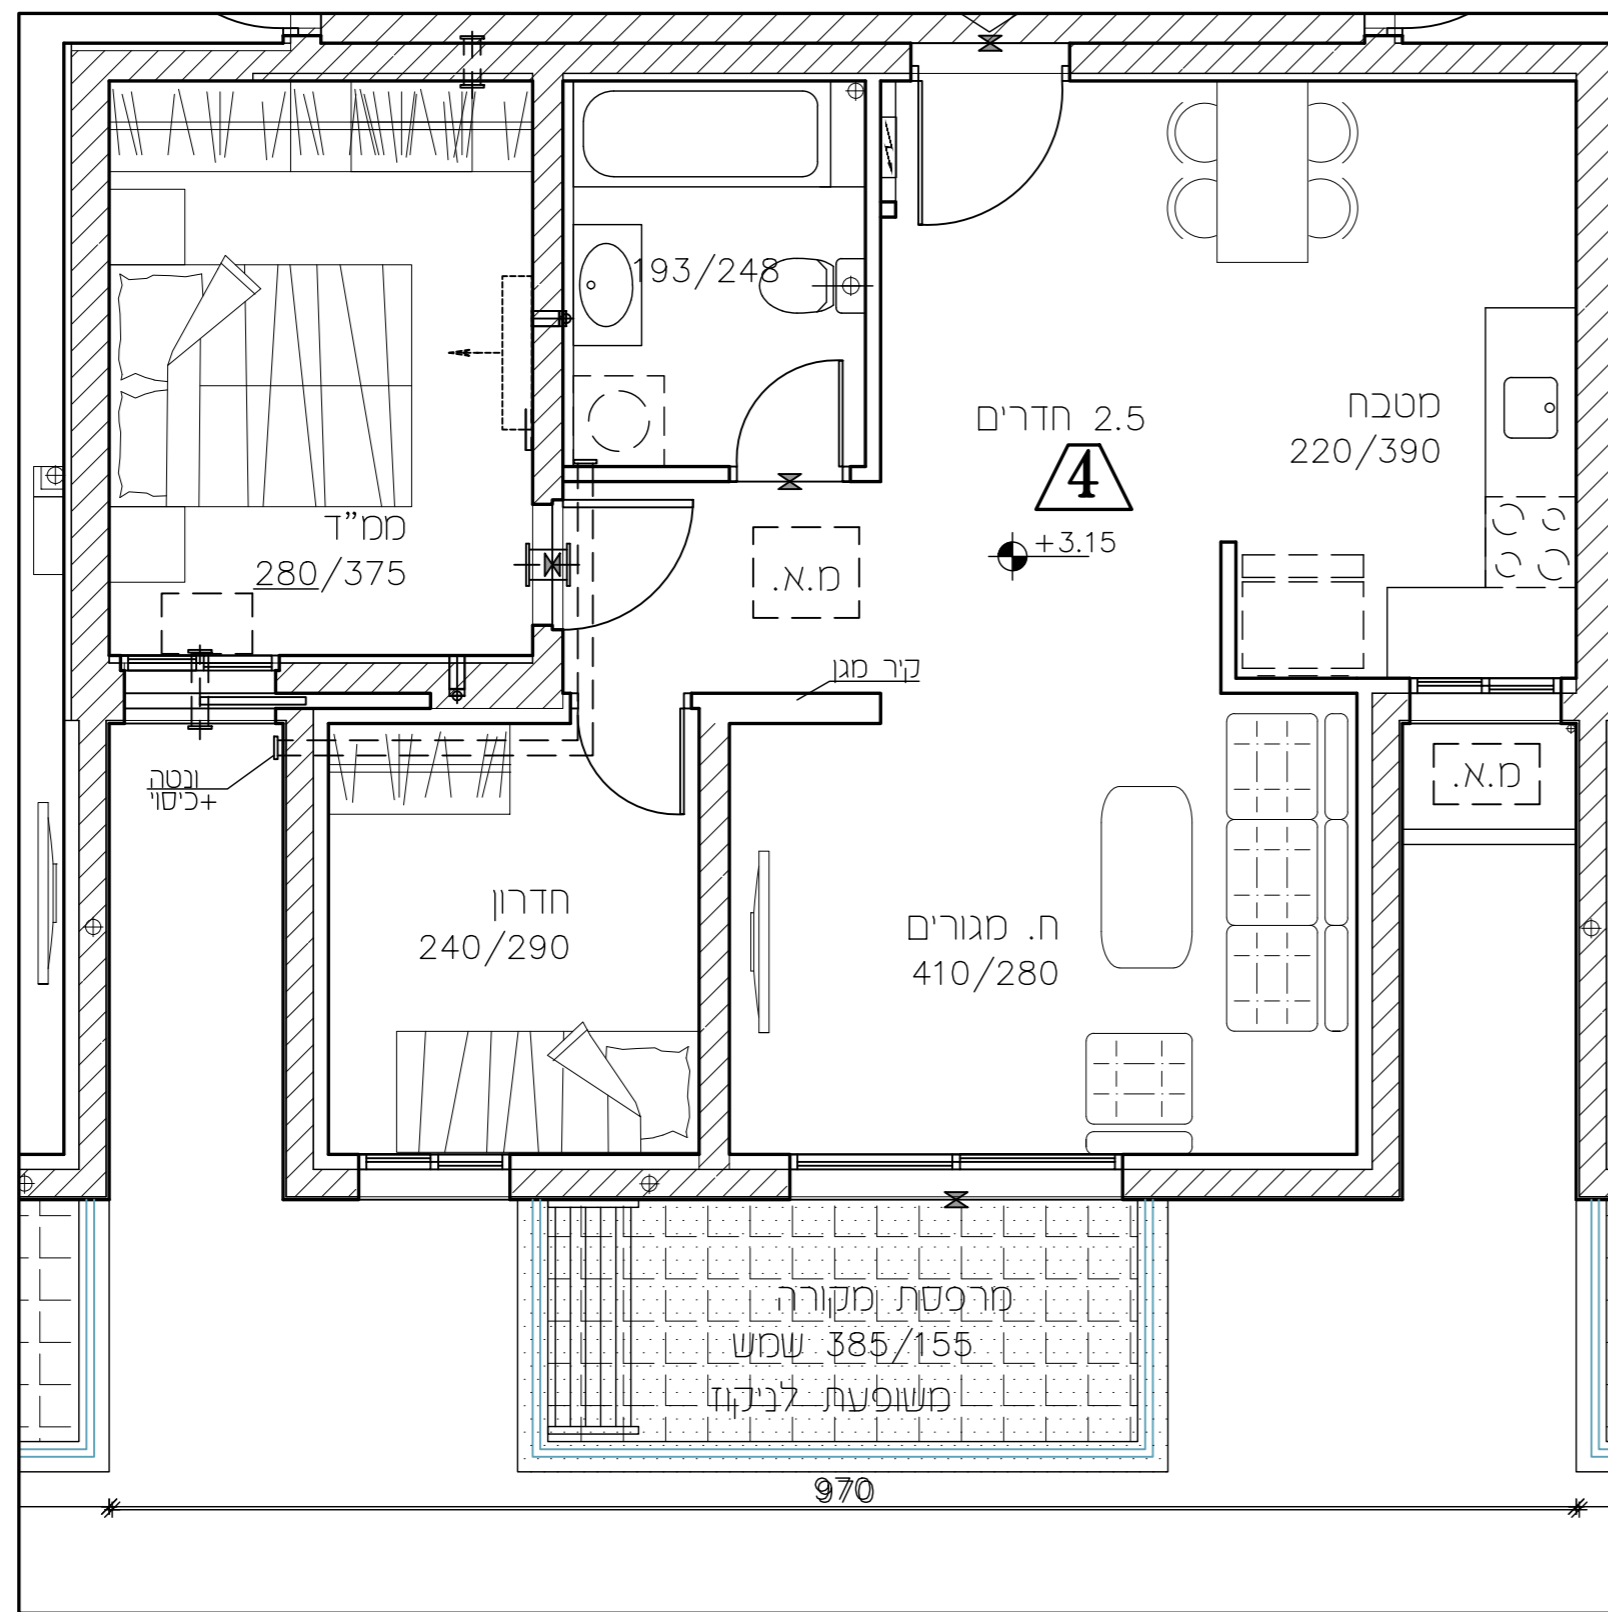 193/248
2.5 חדרים
4
+3.15
מטבח
220/390
ממ"ד
280/375
מ.א.
קיר מגן
ונטה
+כיסוי
מ.א.
חדרון
240/290
ח. מגורים
410/280
מרפסת מקורה
385/155 שמש
משופעת לניקוז
970